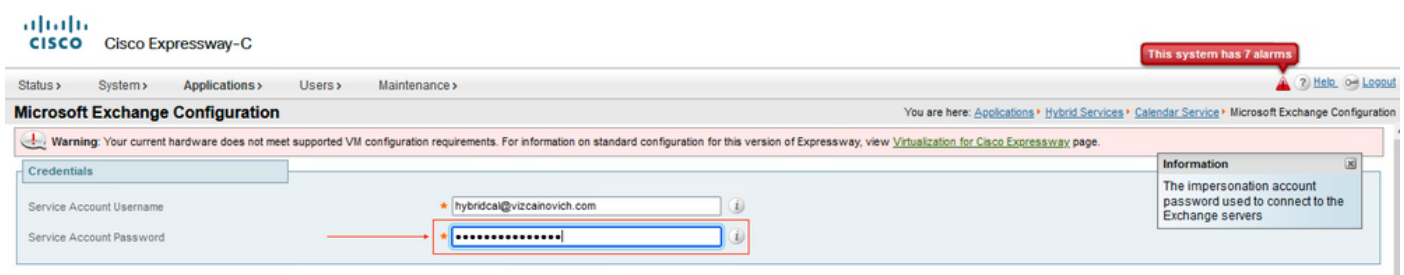 CISCO Cisco Expressway-C
This system has 7 alarms
Status > System > Applications > Users > Maintenance > ? Help Logout
Microsoft Exchange Configuration You are here: Applications Hybrid Services Calendar Service Microsoft Exchange Configuration
Warning: Your current hardware does not meet supported VM configuration requirements. For information on standard configuration for this version of Expressway, view Virtualization for Cisco Expressway page.
Credentials
Information
The impersonation account
password used to connect to the
Exchange servers
Service Account Username * hybridcal@vizcainovich.com i
Service Account Password * ••••••••••••••• i